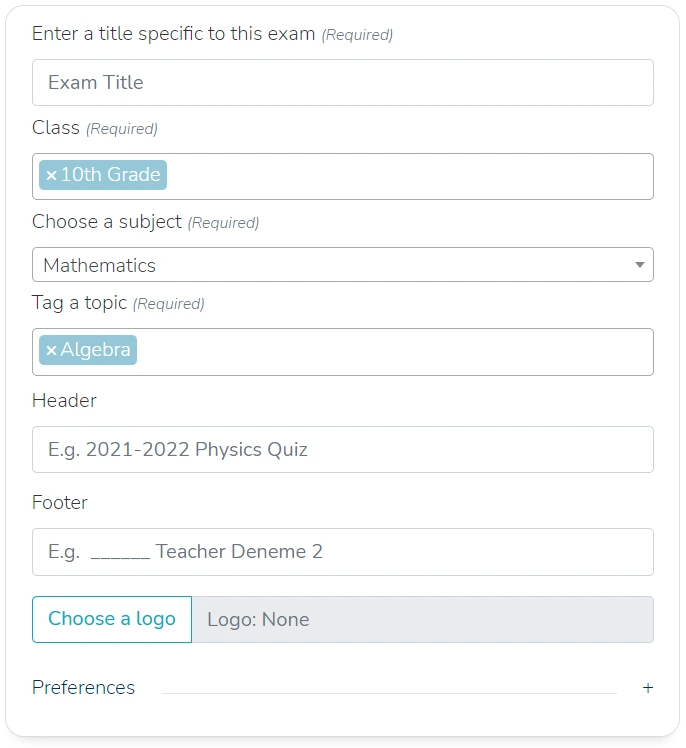 Enter a title specific to this exam (Required)
Exam Title
Class (Required)
×10th Grade
Choose a subject (Required)
Mathematics
Tag a topic (Required)
×Algebra
Header
E.g. 2021-2022 Physics Quiz
Footer
E.g. ______ Teacher Deneme 2
Choose a logo Logo: None
Preferences +